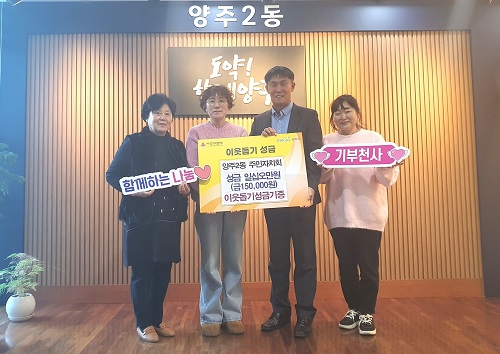 양주2동
도약!
이웃돕기 성금
양주2동 주민자치회
성금 일십오만원
(금150,000원)
이웃돕기성금기증
함께하는 나눔
기부천사